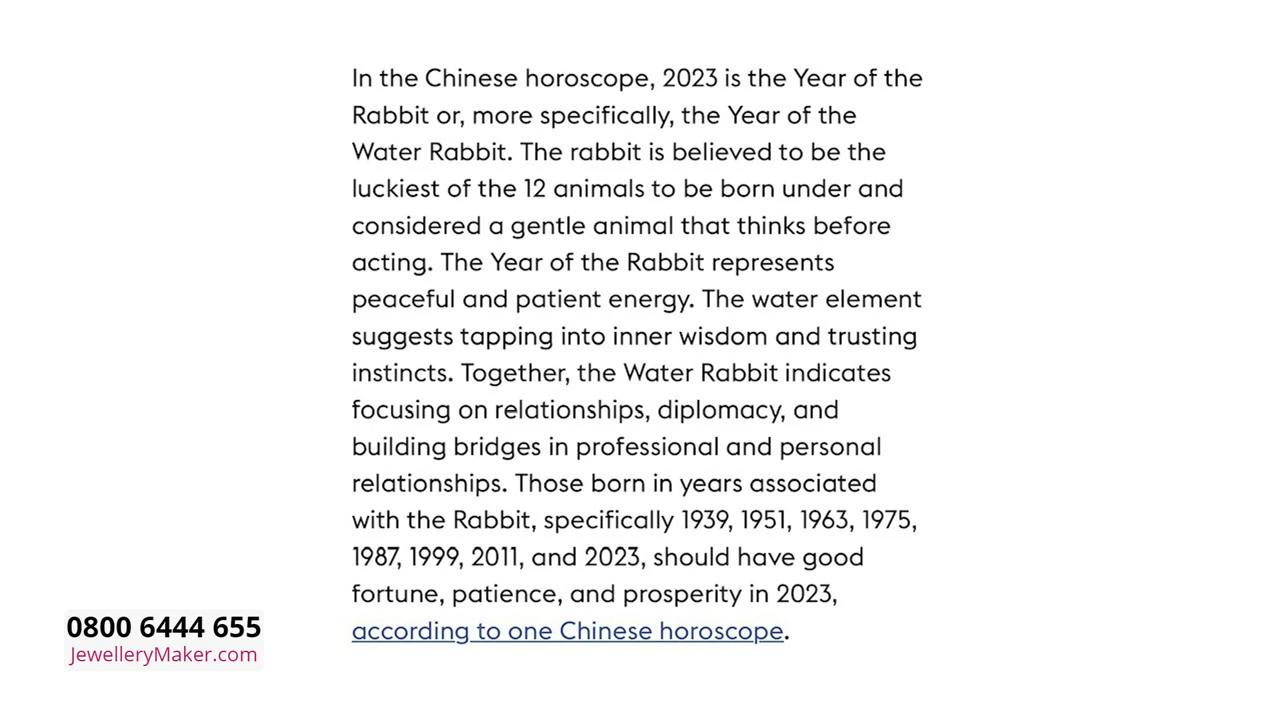 In the Chinese horoscope, 2023 is the Year of the
Rabbit or, more specifically, the Year of the
Water Rabbit. The rabbit is believed to be the
luckiest of the 12 animals to be born under and
considered a gentle animal that thinks before
acting. The Year of the Rabbit represents
peaceful and patient energy. The water element
suggests tapping into inner wisdom and trusting
instincts. Together, the Water Rabbit indicates
focusing on relationships, diplomacy, and
building bridges in professional and personal
relationships. Those born in years associated
with the Rabbit, specifically 1939, 1951, 1963, 1975,
1987, 1999, 2011, and 2023, should have good
fortune, patience, and prosperity in 2023,
according to one Chinese horoscope.
0800 6444 655
JewelleryMaker.com